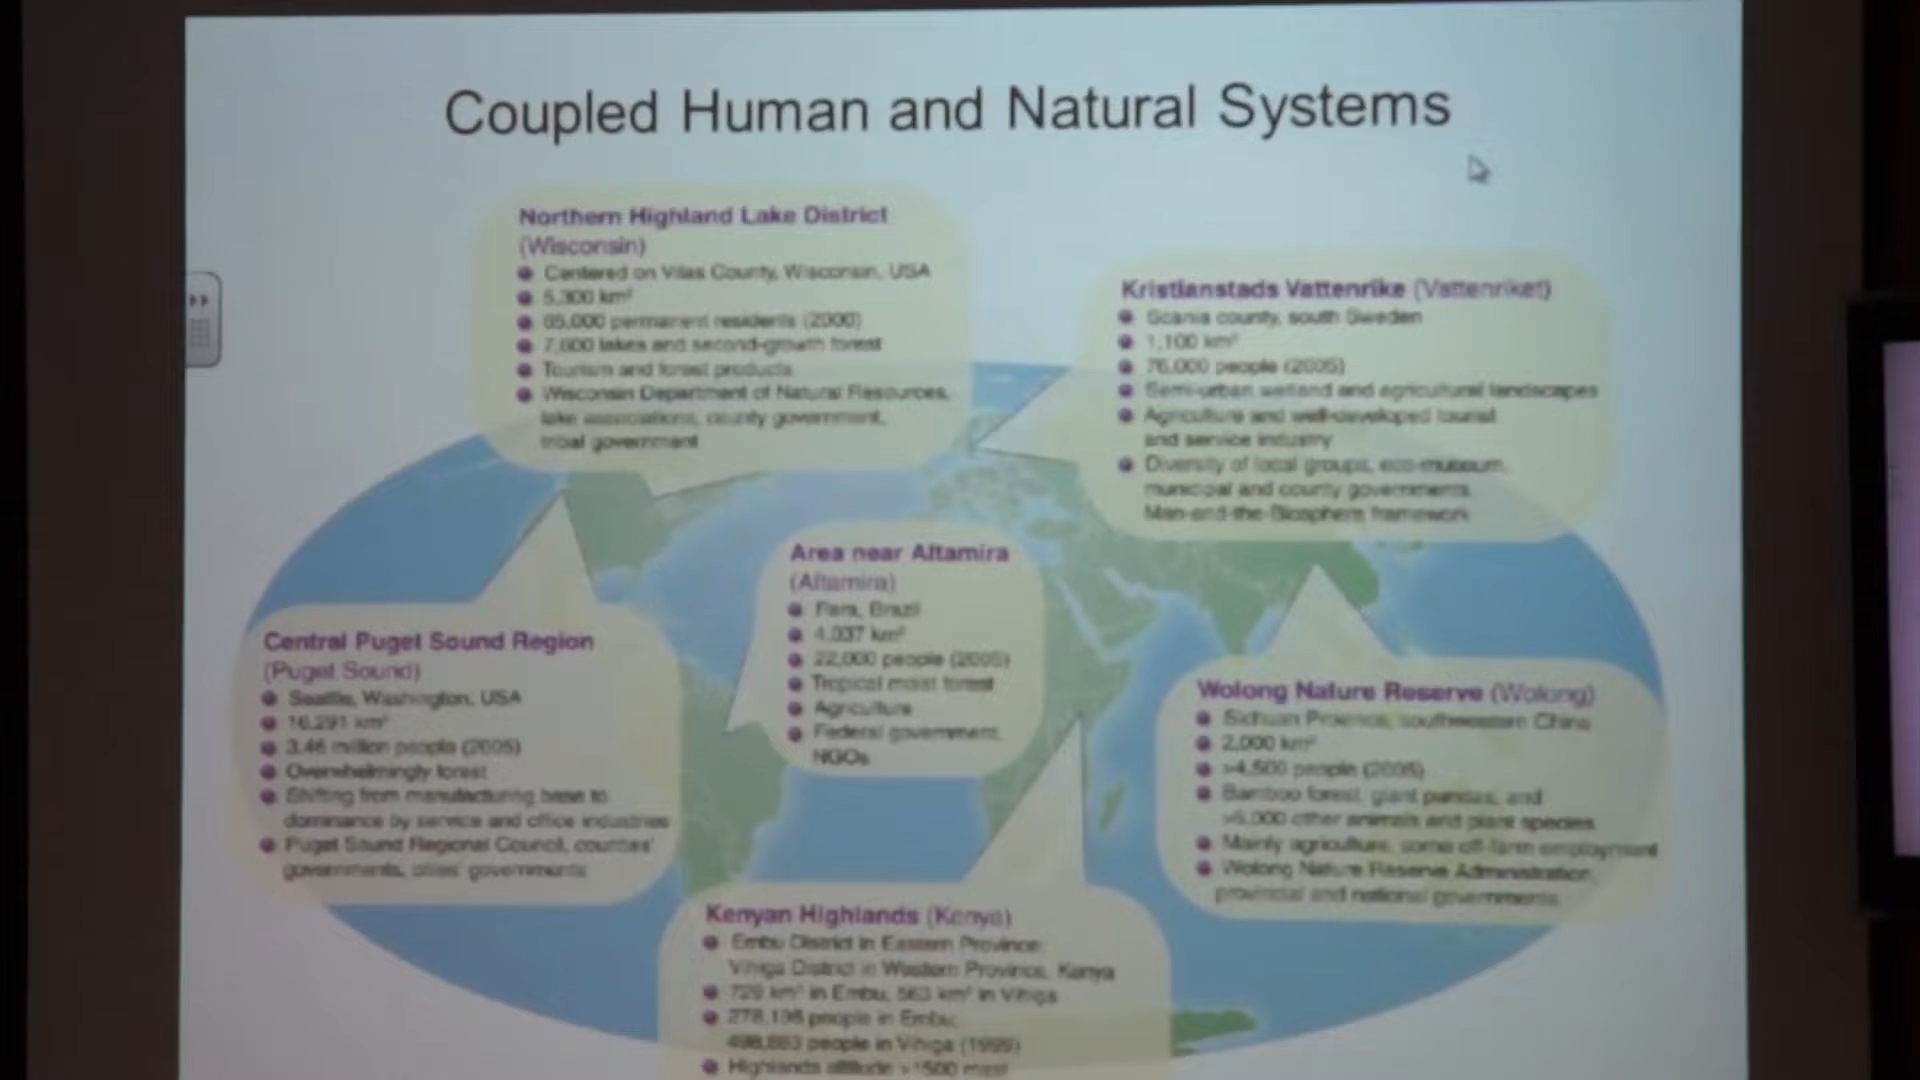 Coupled Human and Natural Systems
Northern Highland Lake District
(Wisconsin)
Centered on Vilas County, Wisconsin, USA
5,300 km²
65,000 permanent residents (2000)
7,600 lakes and second-growth forest
Tourism and forest products
Wisconsin Department of Natural Resources,
lake associations, county government,
tribal government
Kristianstads Vattenrike (Vattenriket)
Scania county, south Sweden
1,100 km²
75,000 people (2005)
Semi-urban wetland and agricultural landscapes
Agriculture and well-developed tourist
and service industry
Diversity of local groups, eco-museum,
municipal and county governments,
Man-and-the-Biosphere framework
Area near Altamira
(Altamira)
Para, Brazil
4,037 km²
22,000 people (2005)
Tropical moist forest
Agriculture
Federal government,
NGOs
Central Puget Sound Region
(Puget Sound)
Seattle, Washington, USA
16,291 km²
3.46 million people (2005)
Overwhelmingly forest
Shifting from manufacturing base to
dominance by service and office industries
Puget Sound Regional Council, counties'
governments, cities' governments
Wolong Nature Reserve (Wolong)
Sichuan Province, southwestern China
2,000 km²
>4,500 people (2005)
Bamboo forest, giant pandas, and
>6,000 other animals and plant species
Mainly agriculture, some off-farm employment
Wolong Nature Reserve Administration,
provincial and national governments
Kenyan Highlands (Kenya)
Embu District in Eastern Province;
Vihiga District in Western Province, Kenya
729 km² in Embu, 563 km² in Vihiga
278,196 people in Embu;
498,883 people in Vihiga (1999)
Highlands altitude >1500 masl